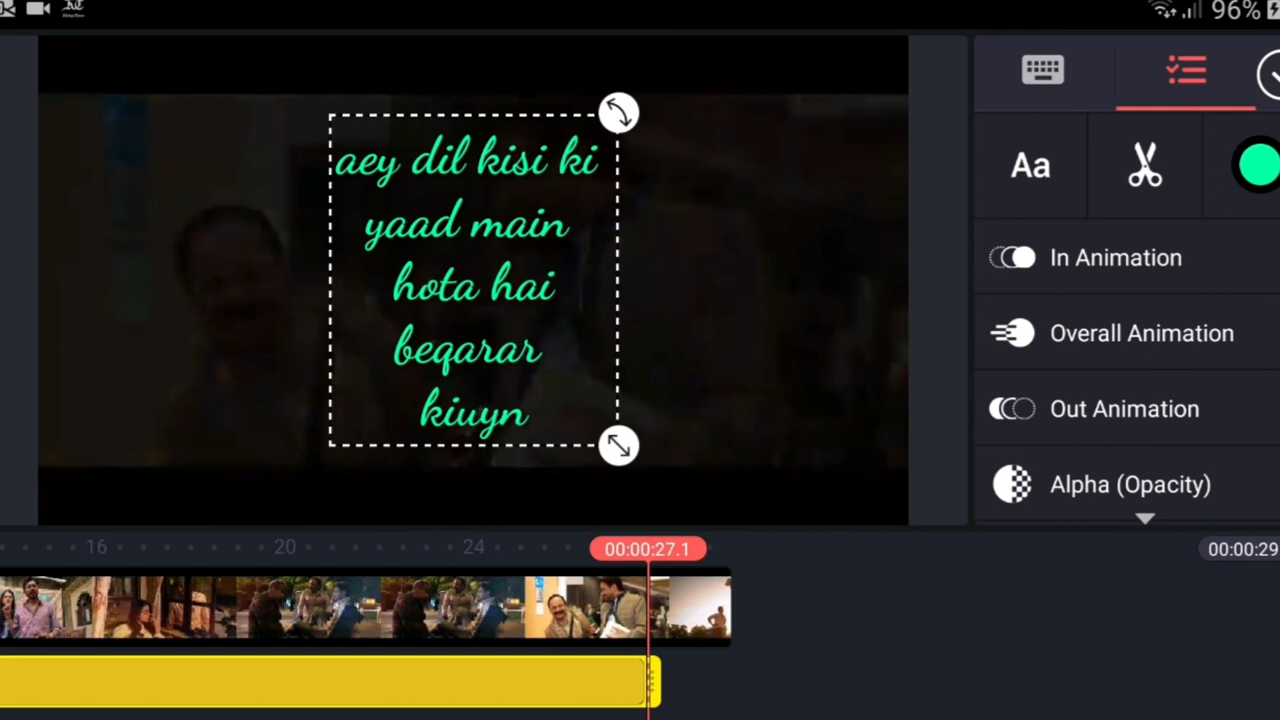 96%
aey dil kisi ki
yaad main
hota hai
beqarar
kiuyn
Aa
In Animation
Overall Animation
Out Animation
Alpha (Opacity)
16
20
24
00:00:27.1
00:00:29